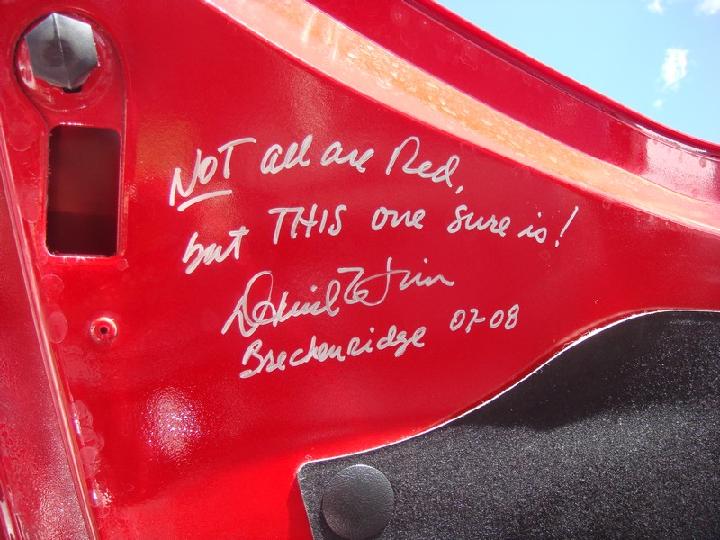 NOT all are Red,
but THIS one sure is!
Breckenridge 07-08